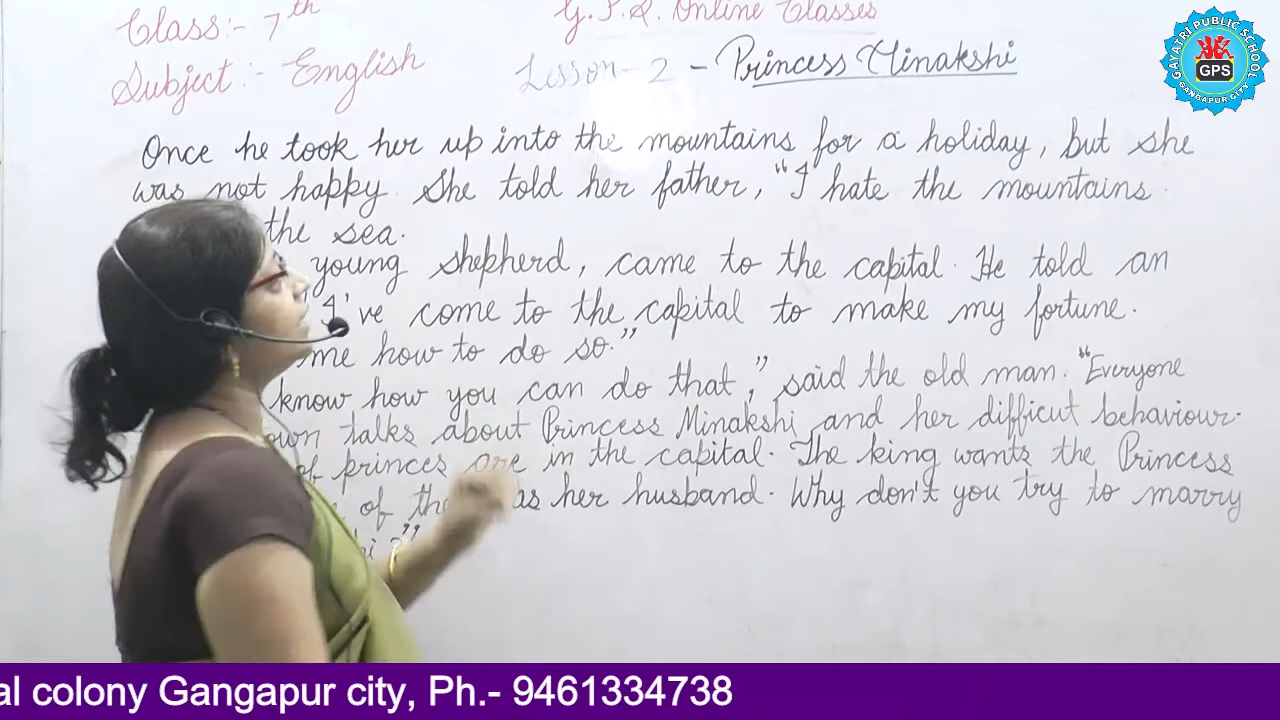 Class:- 7th
G.P.S. Online Classes
Subject:- English
Lesson-2 - Princess Minakshi
GAYATRI PUBLIC SCHOOL
GPS
GANGAPUR CITY
Once he took her up into the mountains for a holiday, but she
was not happy. She told her father, "I hate the mountains.
the sea.
young shepherd, came to the capital. He told an
I've come to the capital to make my fortune.
me how to do so."
know how you can do that," said the old man. "Everyone
own talks about Princess Minakshi and her difficut behaviour.
of princes are in the capital. The king wants the Princess
of as her husband. Why don't you try to marry
al colony Gangapur city, Ph.- 9461334738